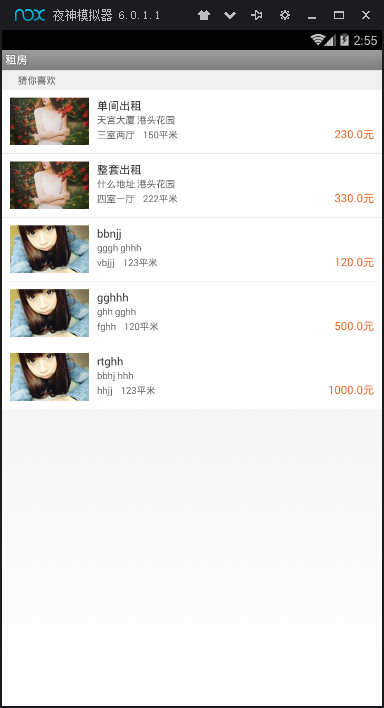 nox 夜神模拟器 6.0.1.1
2:55
租房
猜你喜欢
单间出租
天宫大厦 港头花园
三室两厅 150平米 230.0元
整套出租
什么地址 港头花园
四室一厅 222平米 330.0元
bbnjj
gggh ghhh
vbjjj 123平米 120.0元
gghhh
ghh gghh
fghh 120平米 500.0元
rtghh
bbhj hhh
hhjj 123平米 1000.0元